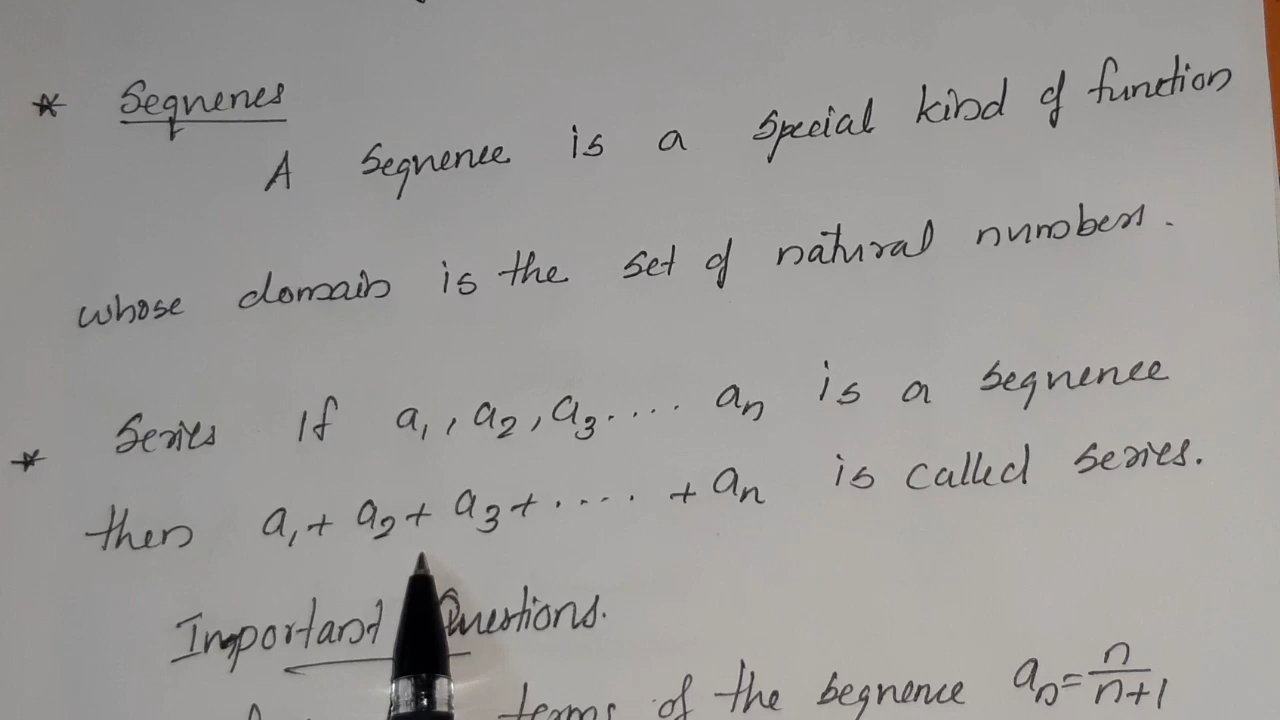 * Sequences
A Sequence is a special kind of function
whose domain is the set of natural numbers.
* Series If a₁, a₂, a₃.... aₙ is a sequence
then a₁ + a₂ + a₃ + ..... + aₙ is called series.
Important Questions.
terms of the sequence aₙ = n/n+1